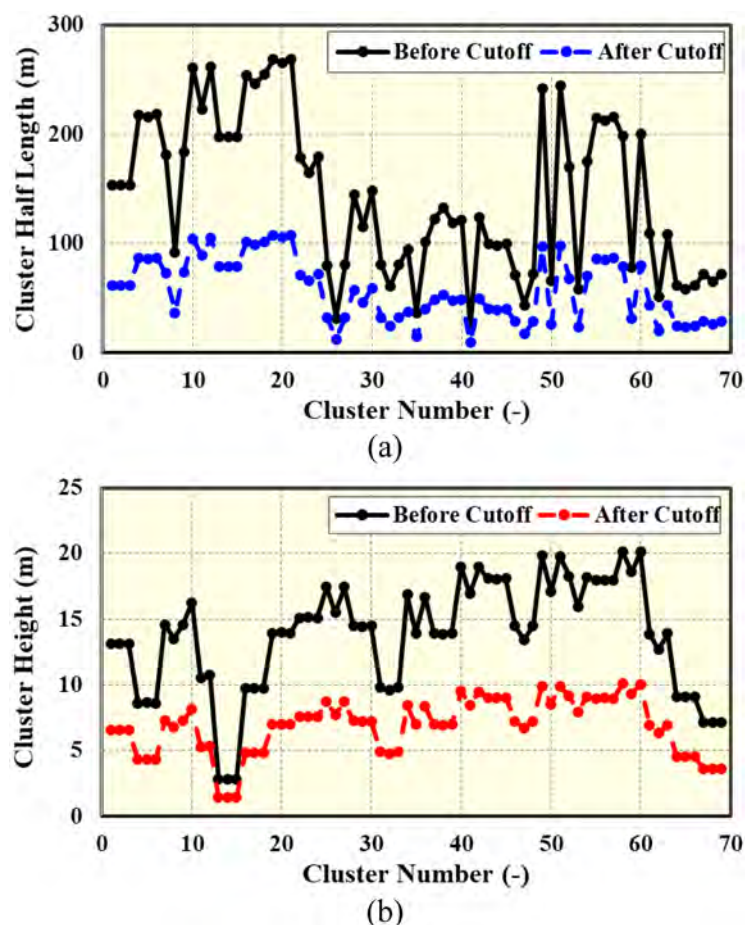 300
Before Cutoff After Cutoff
200
100
0
Cluster Half Length (m)
0 10 20 30 40 50 60 70
Cluster Number (-)
(a)
25
Before Cutoff After Cutoff
20
15
10
5
0
Cluster Height (m)
0 10 20 30 40 50 60 70
Cluster Number (-)
(b)